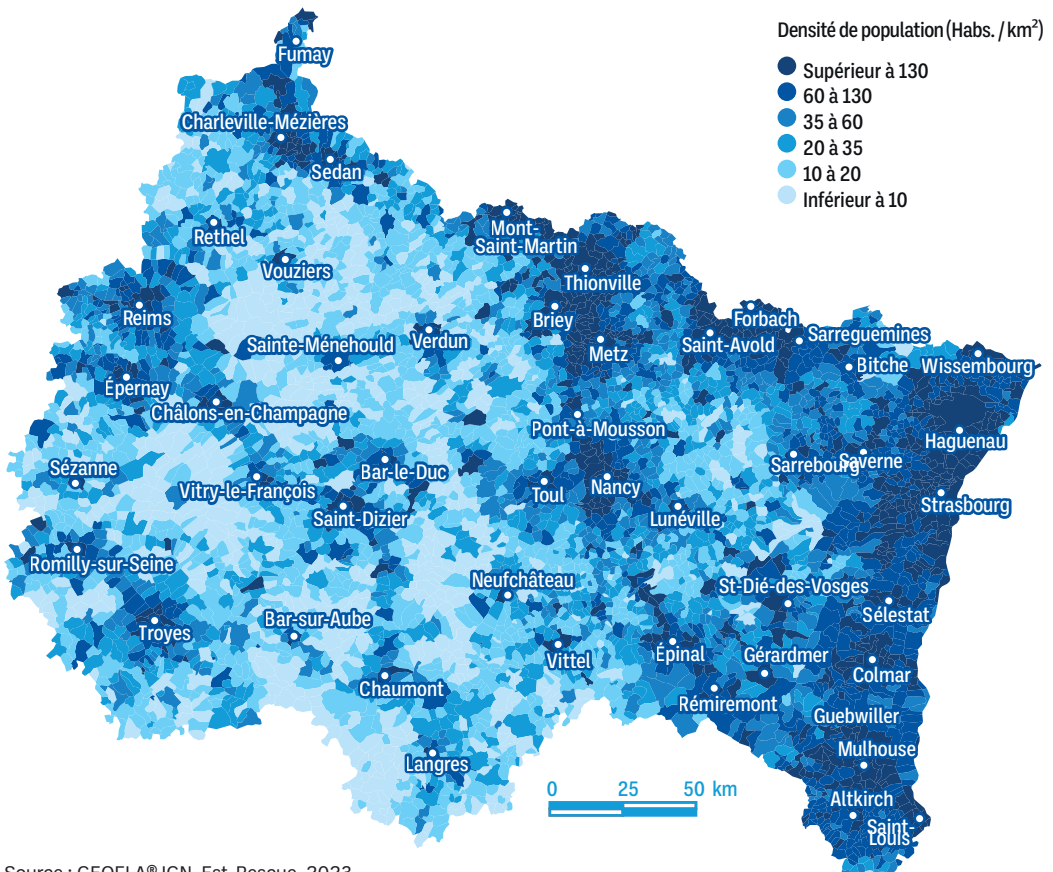 Densité de population (Habs. / km²)
Supérieur à 130
60 à 130
35 à 60
20 à 35
10 à 20
Inférieur à 10
Fumay
Charleville-Mézières
Sedan
Rethel
Vouziers
Mont-
Saint-Martin
Thionville
Reims
Briey
Forbach
Sarreguemines
Sainte-Ménehould
Verdun
Metz
Saint-Avold
Bitche
Wissembourg
Épernay
Châlons-en-Champagne
Pont-à-Mousson
Haguenau
Sézanne
Bar-le-Duc
Sarrebourg
Saverne
Vitry-le-François
Toul
Nancy
Saint-Dizier
Lunéville
Strasbourg
Romilly-sur-Seine
Neufchâteau
St-Dié-des-Vosges
Sélestat
Troyes
Bar-sur-Aube
Vittel
Épinal
Gérardmer
Colmar
Chaumont
Rémiremont
Guebwiller
Mulhouse
Langres
0 25 50 km
Altkirch
Saint-
Louis